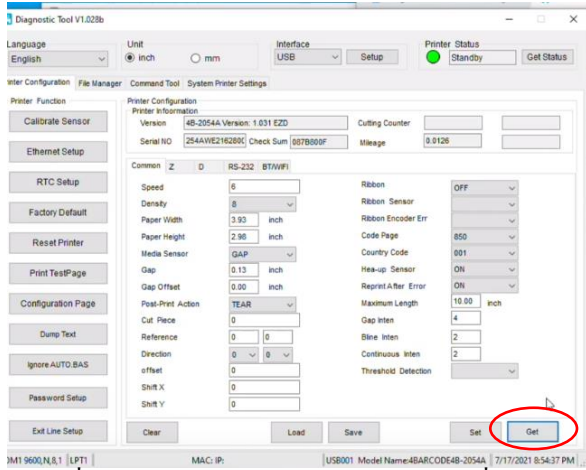 Diagnostic Tool V1.028b
Language Unit Interface Printer Status
English inch mm USB Setup Standby Get Status
Printer Configuration File Manager Command Tool System Printer Settings
Printer Function
Calibrate Sensor
Ethernet Setup
RTC Setup
Factory Default
Reset Printer
Print TestPage
Configuration Page
Dump Text
Ignore AUTO.BAS
Password Setup
Exit Line Setup
Printer Configuration
Printer Infoormation
Version 4B-2054A Version: 1.031 EZD Cutting Counter
Serial NO 254AWE216280C Check Sum 087B800F Mileage 0.0126
Common Z D RS-232 BT/WIFI
Speed 6
Density 8
Paper Width 3.93 inch
Paper Height 2.98 inch
Media Sensor GAP
Gap 0.13 inch
Gap Offset 0.00 inch
Post-Print Action TEAR
Cut Piece 0
Reference 0 0
Direction 0 0
offset 0
Shift X 0
Shift Y 0
Ribbon OFF
Ribbon Sensor
Ribbon Encoder Err
Code Page 850
Country Code 001
Hea-up Sensor ON
Reprint After Error ON
Maximum Length 10.00 inch
Gap Inten 4
Bline Inten 2
Continuous Inten 2
Threshold Detection
Clear Load Save Set Get
OM1 9600,N,8,1 LPT1 MAC: IP: USB001 Model Name:4BARCODE4B-2054A 7/17/2021 8:54:37 PM